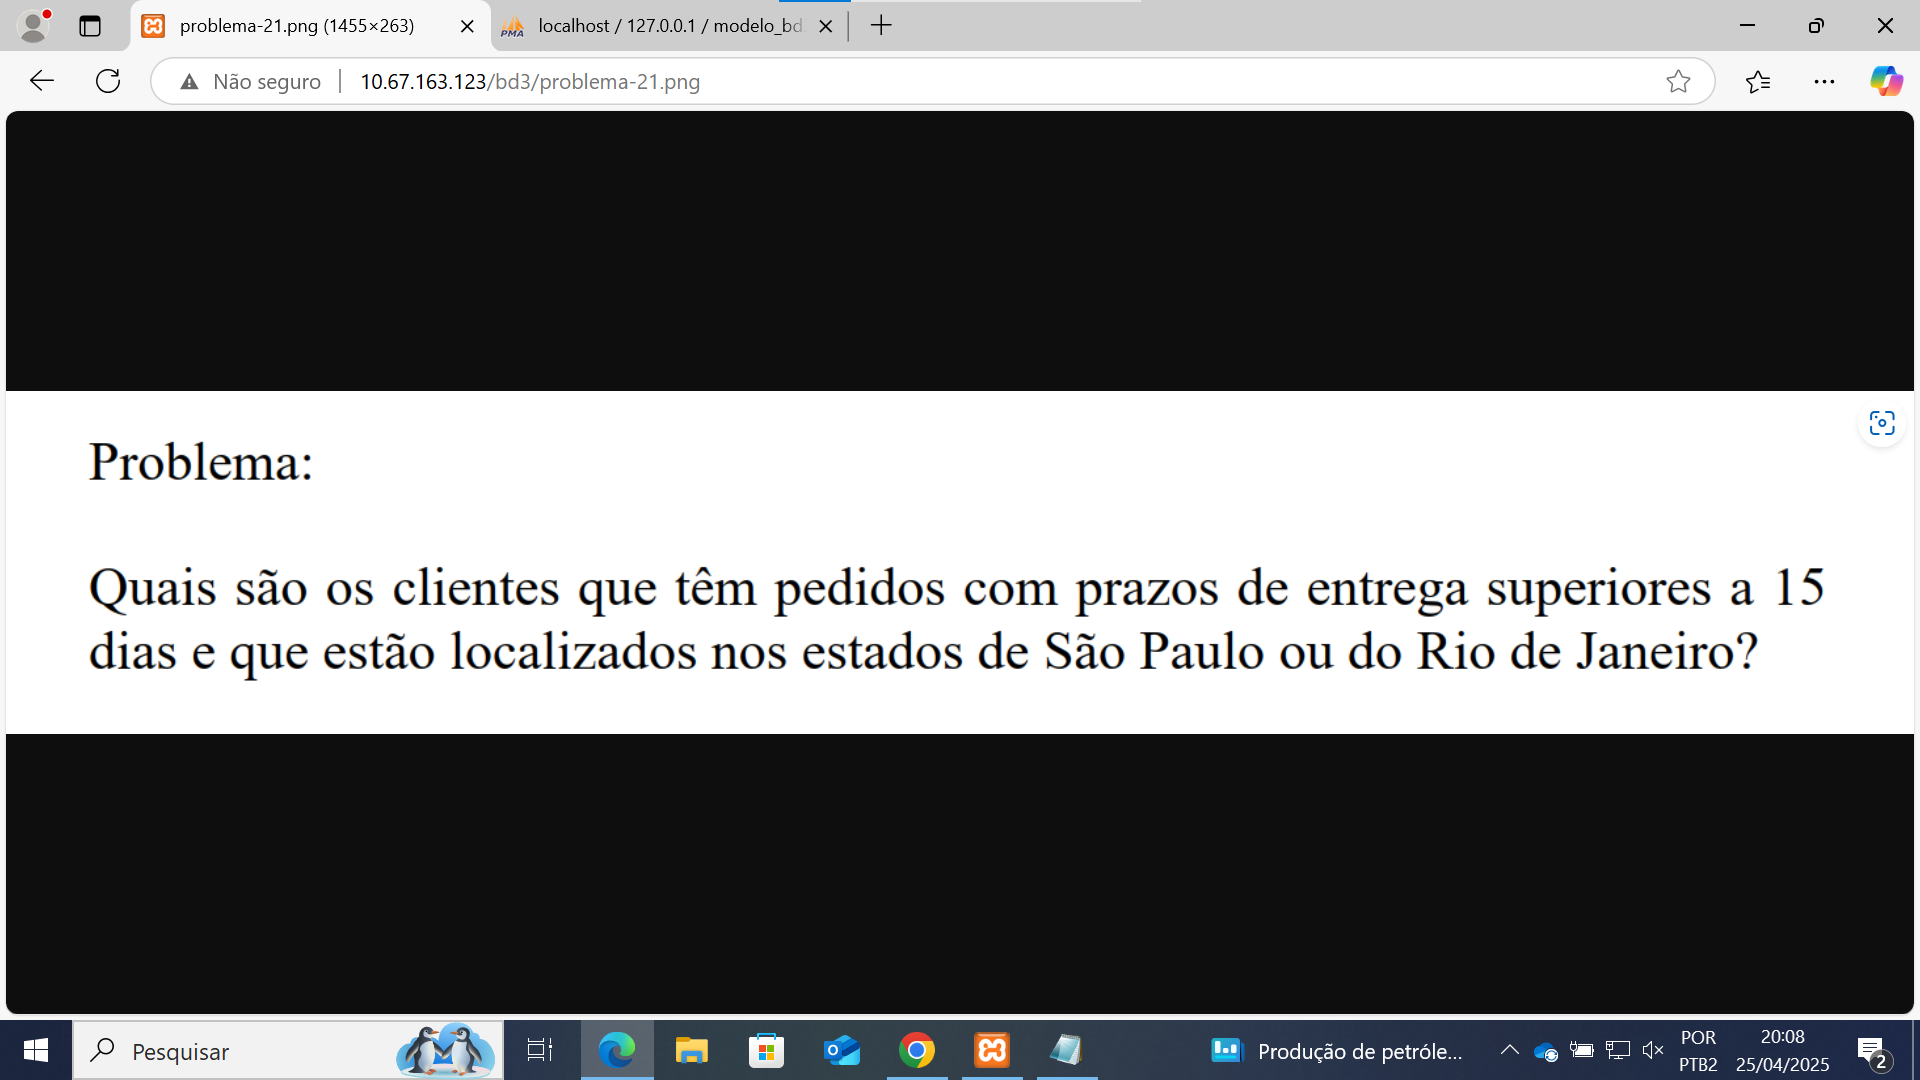 problema-21.png (1455×263)
PMA localhost / 127.0.0.1 / modelo_bd
Não seguro 10.67.163.123/bd3/problema-21.png
Problema:
Quais são os clientes que têm pedidos com prazos de entrega superiores a 15
dias e que estão localizados nos estados de São Paulo ou do Rio de Janeiro?
Pesquisar
Produção de petróle...
POR
PTB2
20:08
25/04/2025
2